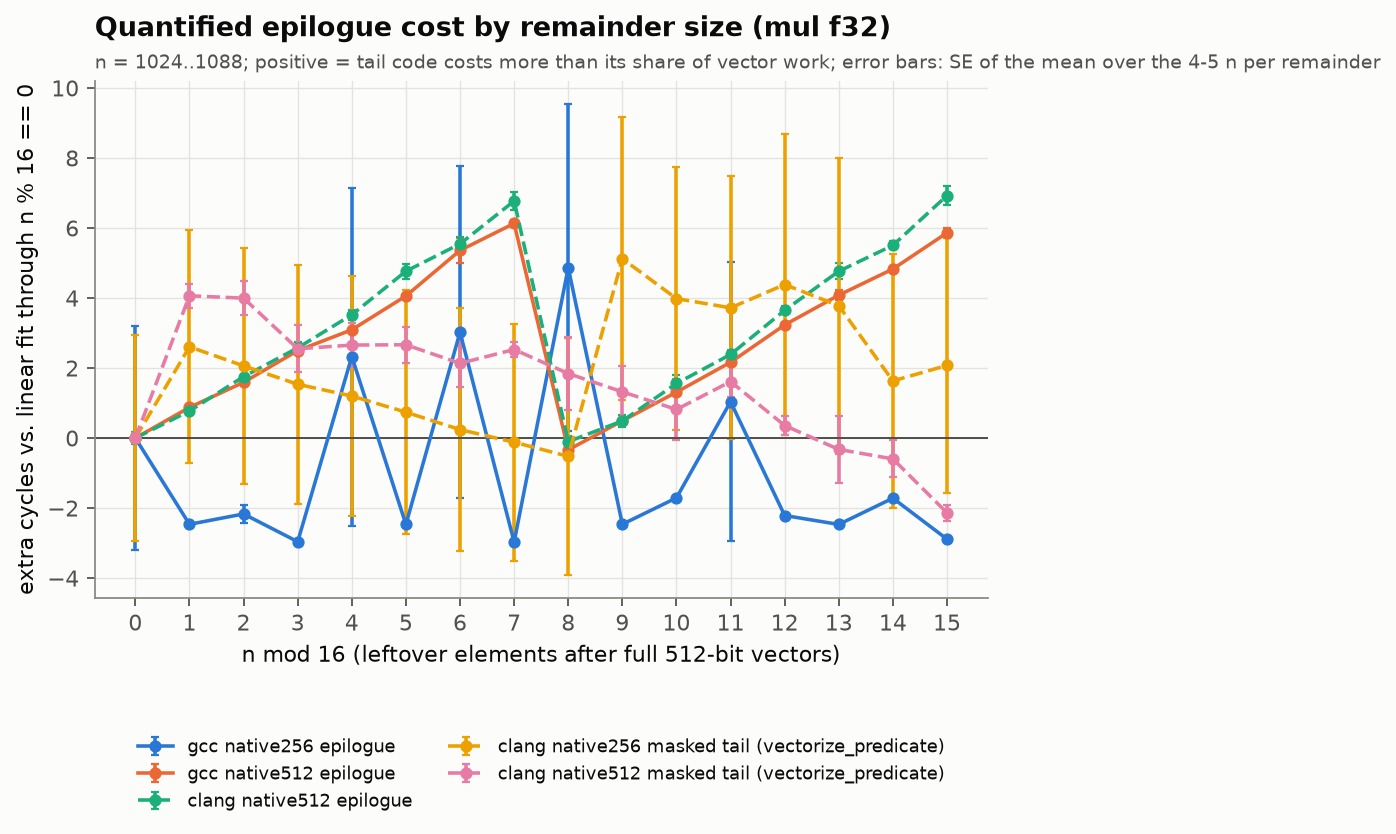 Quantified epilogue cost by remainder size (mul f32)
n = 1024..1088; positive = tail code costs more than its share of vector work; error bars: SE of the mean over the 4-5 n per remainder
extra cycles vs. linear fit through n % 16 == 0
10
8
6
4
2
0
−2
−4
0 1 2 3 4 5 6 7 8 9 10 11 12 13 14 15
n mod 16 (leftover elements after full 512-bit vectors)
gcc native256 epilogue
gcc native512 epilogue
clang native512 epilogue
clang native256 masked tail (vectorize_predicate)
clang native512 masked tail (vectorize_predicate)